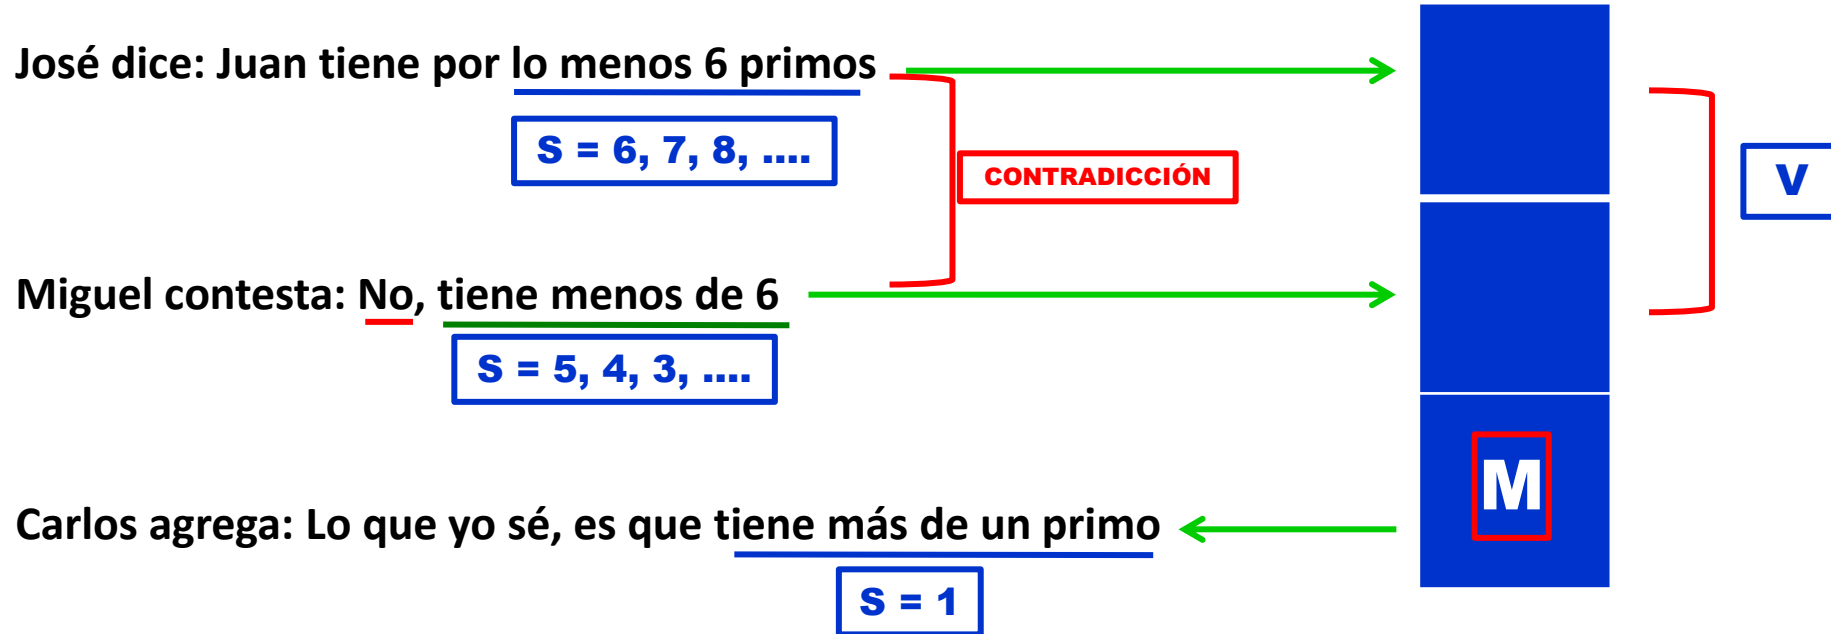 José dice: Juan tiene por lo menos 6 primos
S = 6, 7, 8, ....
CONTRADICCIÓN
V
Miguel contesta: No, tiene menos de 6
S = 5, 4, 3, ....
M
Carlos agrega: Lo que yo sé, es que tiene más de un primo
S = 1